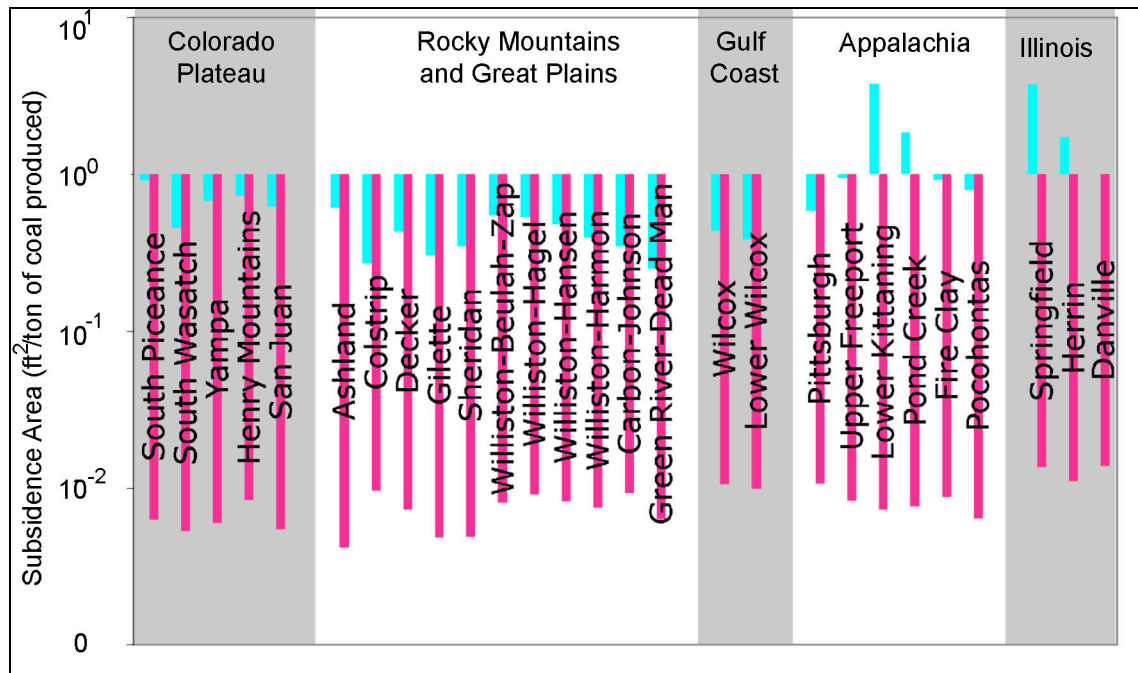 Subsidence Area (ft²/ton of coal produced)
10¹
10⁰
10⁻¹
10⁻²
0
Colorado
Plateau
Rocky Mountains
and Great Plains
Gulf
Coast
Appalachia
Illinois
South Piceance
South Wasatch
Yampa
Henry Mountains
San Juan
Ashland
Colstrip
Decker
Gilette
Sheridan
Williston-Beulah-Zap
Williston-Hagel
Williston-Hansen
Williston-Harmon
Carbon-Johnson
Green River-Dead Man
Wilcox
Lower Wilcox
Pittsburgh
Upper Freeport
Lower Kittaning
Pond Creek
Fire Clay
Pocohontas
Springfield
Herrin
Danville